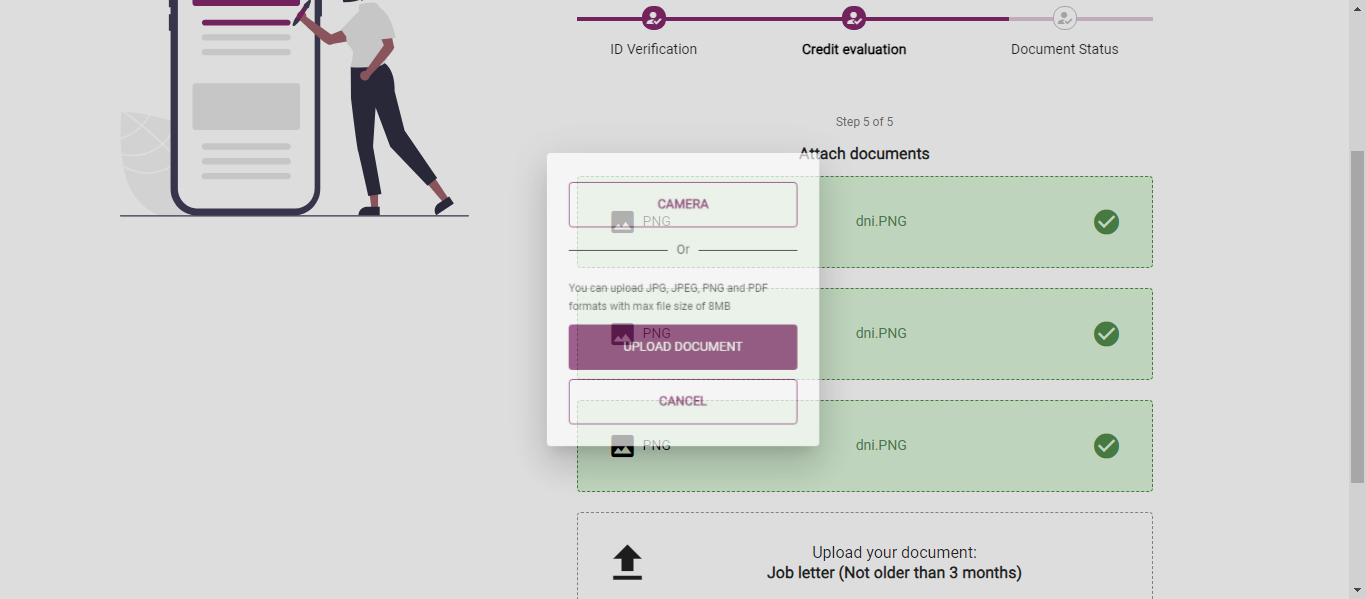 ID Verification
Credit evaluation
Document Status
Step 5 of 5
Attach documents
CAMERA
PNG
dni.PNG
Or
You can upload JPG, JPEG, PNG and PDF
formats with max file size of 8MB
PNG
dni.PNG
UPLOAD DOCUMENT
CANCEL
PNG
dni.PNG
Upload your document:
Job letter (Not older than 3 months)